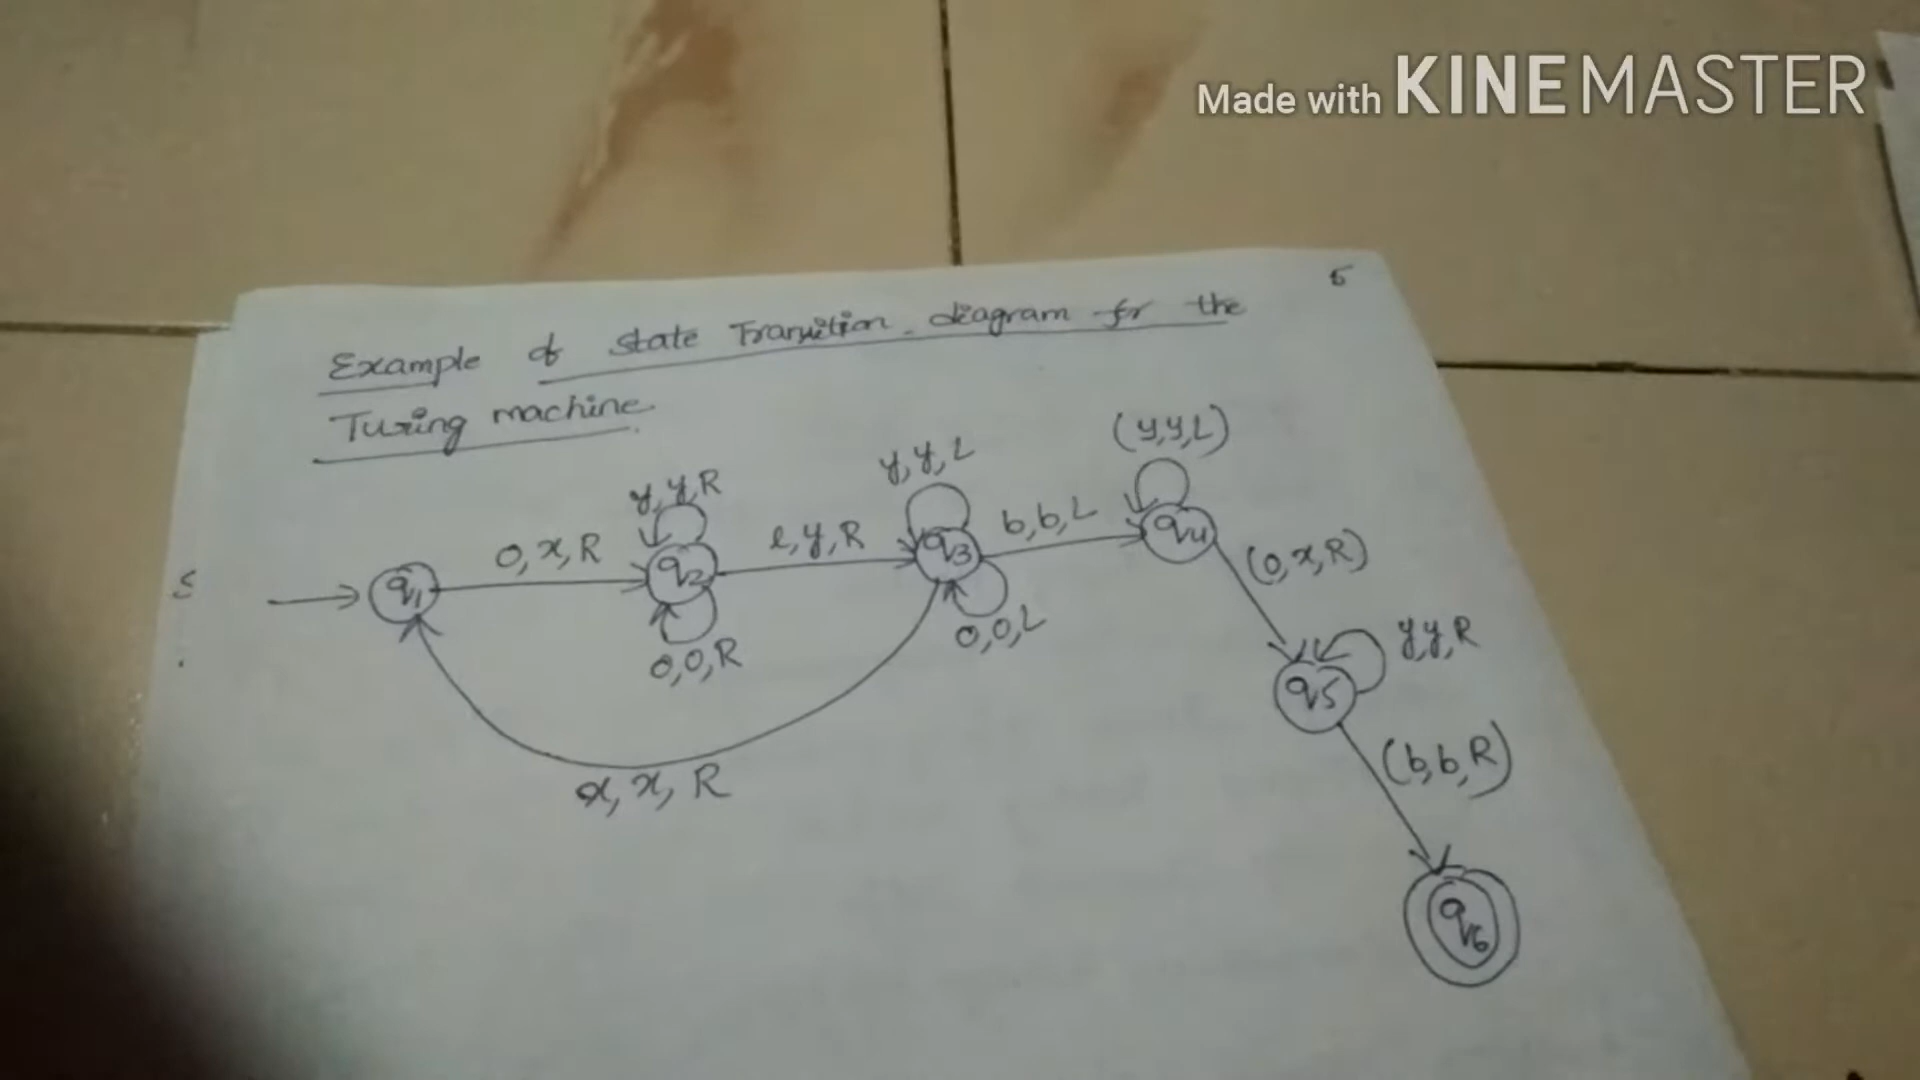 Made with KINEMASTER
5
Example of State Transition diagram for the
Turing machine
(y,y,L)
y,y,L
y,y,R
b,b,L
l,y,R
0,x,R
q1
q2
q3
q4
(0,x,R)
0,0,R
0,0,L
y,y,R
q5
x,x,R
(b,b,R)
q6